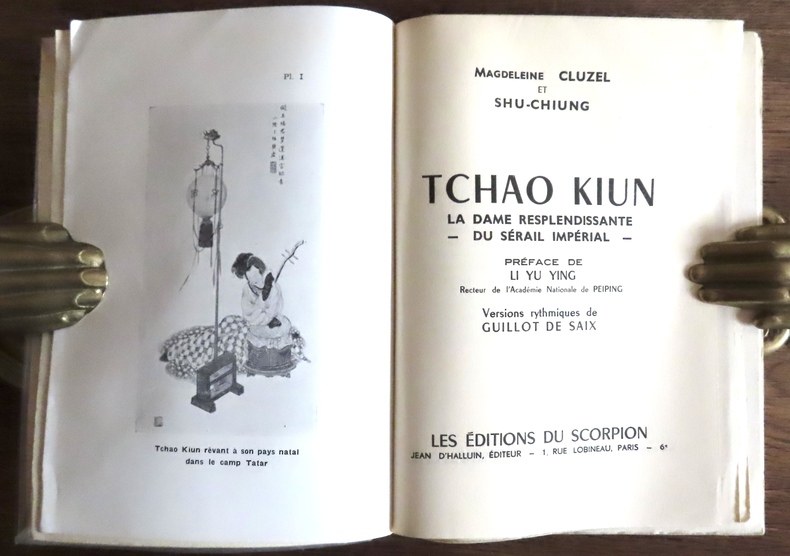 Pl. I
Tchao Kiun rêvant à son pays natal
dans le camp Tatar
MAGDELEINE CLUZEL
ET
SHU-CHIUNG
TCHAO KIUN
LA DAME RESPLENDISSANTE
— DU SÉRAIL IMPÉRIAL —
PRÉFACE DE
LI YU YING
Recteur de l'Académie Nationale de PEIPING
Versions rythmiques de
GUILLOT DE SAIX
LES ÉDITIONS DU SCORPION
JEAN D'HALLUIN, ÉDITEUR — 1, RUE LOBINEAU, PARIS — 6e